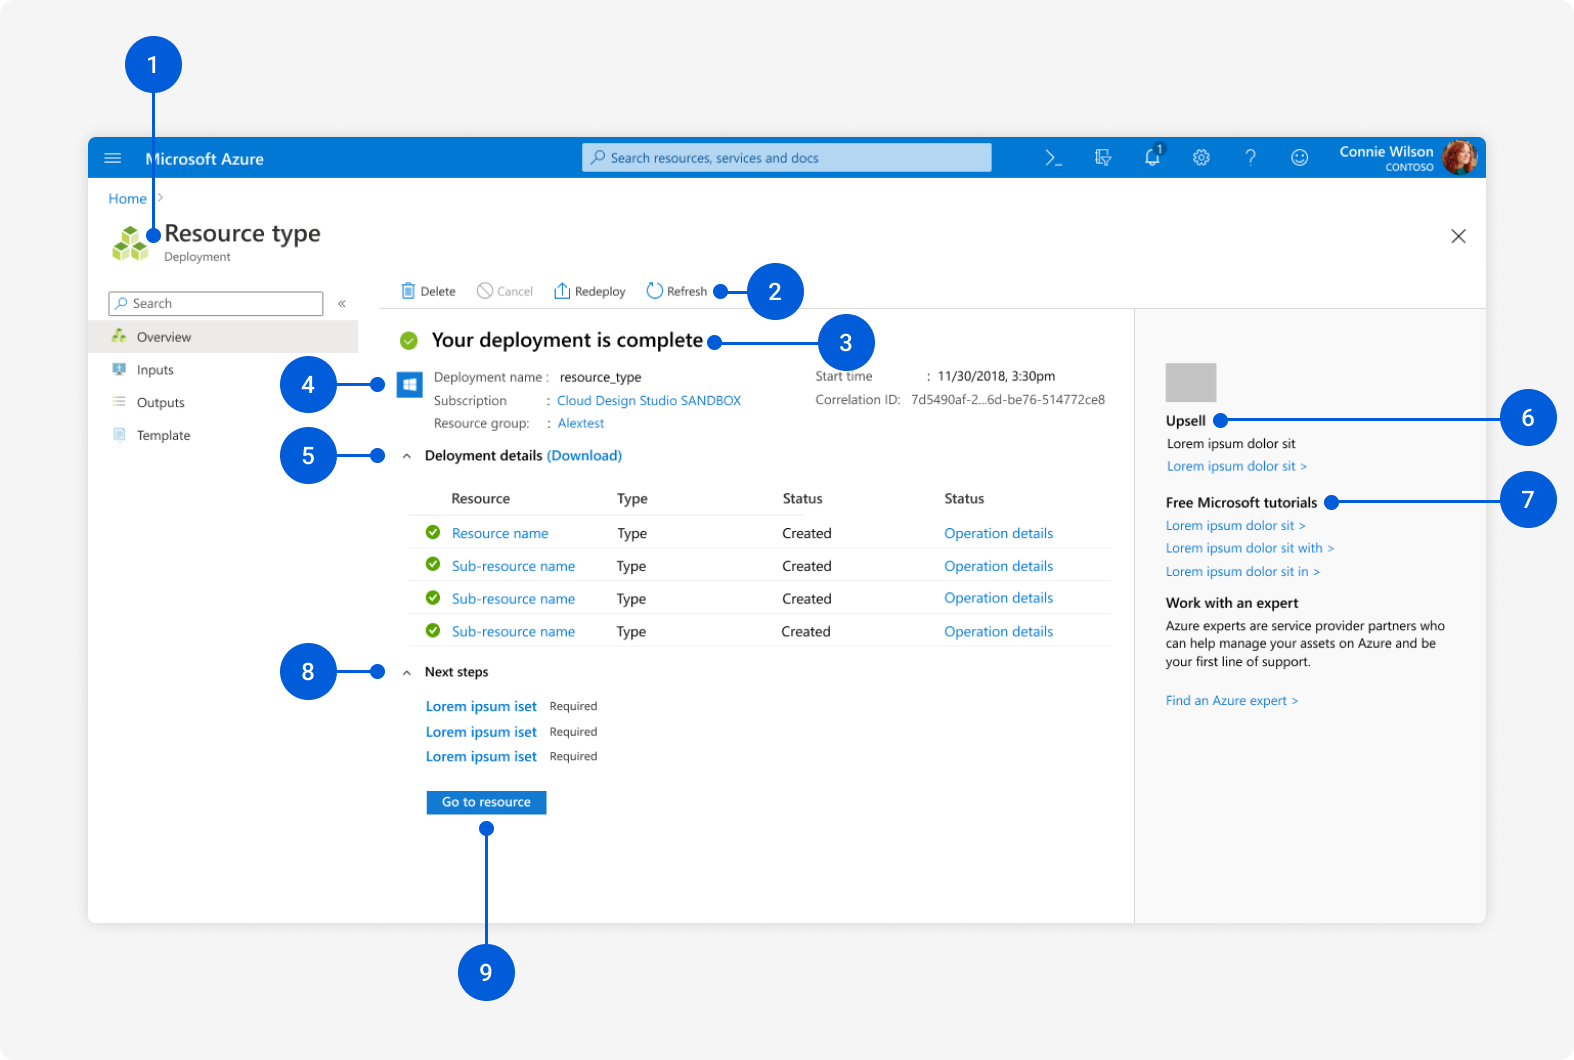 1
Microsoft Azure
Search resources, services and docs
1
Connie Wilson
CONTOSO
Home
Resource type
Deployment
Search
«
Overview
Inputs
Outputs
Template
Delete
Cancel
Redeploy
Refresh
2
Your deployment is complete
3
4
Deployment name : resource_type
Subscription : Cloud Design Studio SANDBOX
Resource group: : Alextest
Start time : 11/30/2018, 3:30pm
Correlation ID: 7d5490af-2...6d-be76-514772ce8
5
Deloyment details (Download)
Resource Type Status Status
Resource name Type Created Operation details
Sub-resource name Type Created Operation details
Sub-resource name Type Created Operation details
Sub-resource name Type Created Operation details
8
Next steps
Lorem ipsum iset Required
Lorem ipsum iset Required
Lorem ipsum iset Required
Go to resource
9
Upsell
6
Lorem ipsum dolor sit
Lorem ipsum dolor sit >
Free Microsoft tutorials
7
Lorem ipsum dolor sit >
Lorem ipsum dolor sit with >
Lorem ipsum dolor sit in >
Work with an expert
Azure experts are service provider partners who
can help manage your assets on Azure and be
your first line of support.
Find an Azure expert >